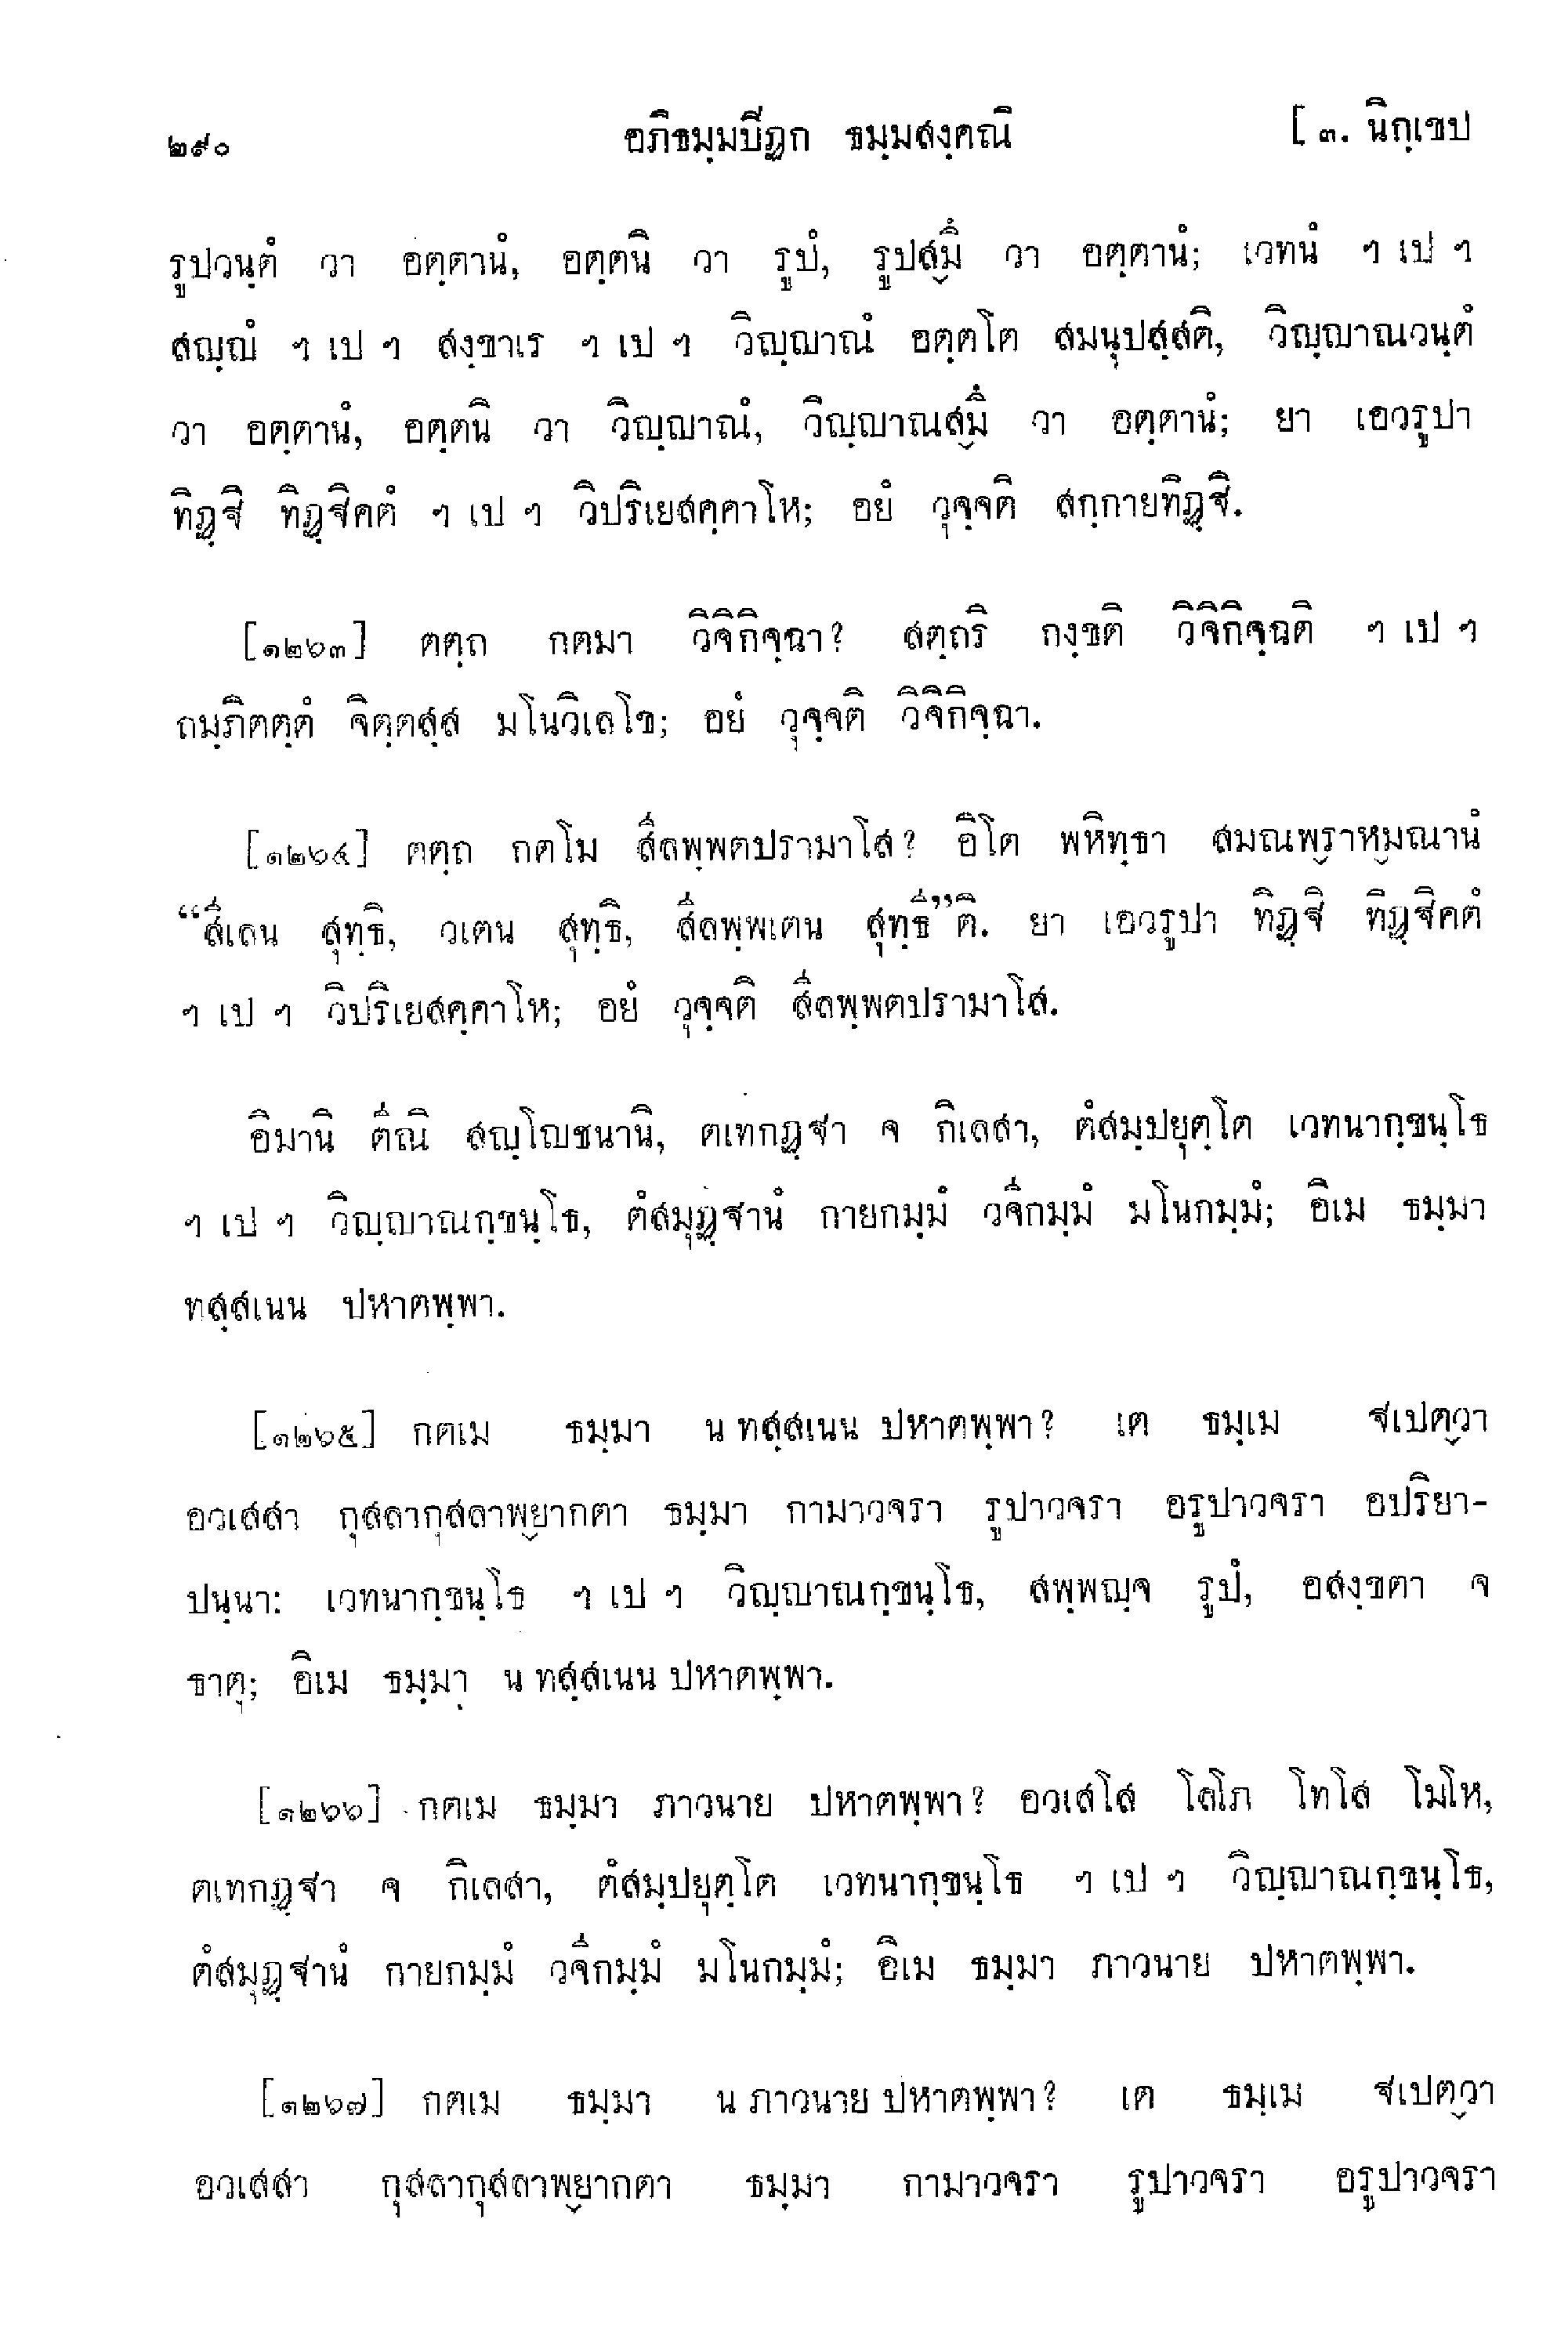 ๒๙๐ อภิธมฺมปีฏก ธมฺมสงฺคณิ [ ๓. นิกฺเขป
รูปวนฺตํ วา อตฺตานํ, อตฺตนิ วา รูปํ, รูปสฺมิํ วา อตฺตานํ; เวทนํ ฯ เป ฯ
สญฺญํ ฯ เป ฯ สงฺขาเร ฯ เป ฯ วิญฺญาณํ อตฺตโต สมนุปสฺสติ, วิญฺญาณวนฺตํ
วา อตฺตานํ, อตฺตนิ วา วิญฺญาณํ, วิญฺญาณสฺมิํ วา อตฺตานํ; ยา เอวรูปา
ทิฏฺฐิ ทิฏฺฐิคตํ ฯ เป ฯ วิปริเยสคฺคาโห; อยํ วุจฺจติ สกฺกายทิฏฺฐิ.
[๑๒๖๓] ตตฺถ กตมา วิจิกิจฺฉา? สตฺถริ กงฺขติ วิจิกิจฺฉติ ฯ เป ฯ
ถมฺภิตตฺตํ จิตฺตสฺส มโนวิเลโข; อยํ วุจฺจติ วิจิกิจฺฉา.
[๑๒๖๔] ตตฺถ กตโม สีลพฺพตปรามาโส? อิโต พหิทฺธา สมณพฺราหฺมณานํ
“สีเลน สุทฺธิ, วเตน สุทฺธิ, สีลพฺพเตน สุทฺธี”ติ. ยา เอวรูปา ทิฏฺฐิ ทิฏฺฐิคตํ
ฯ เป ฯ วิปริเยสคฺคาโห; อยํ วุจฺจติ สีลพฺพตปรามาโส.
อิมานิ ตีณิ สญฺโญชนานิ, ตเทกฏฺฐา จ กิเลสา, ตํสมฺปยุตฺโต เวทนากฺขนฺโธ
ฯ เป ฯ วิญฺญาณกฺขนฺโธ, ตํสมุฏฺฐานํ กายกมฺมํ วจีกมฺมํ มโนกมฺมํ; อิเม ธมฺมา
ทสฺสเนน ปหาตพฺพา.
[๑๒๖๕] กตเม ธมฺมา น ทสฺสเนน ปหาตพฺพา? เต ธมฺเม ฐเปตฺวา
อวเสสา กุสลากุสลาพฺยากตา ธมฺมา กามาวจรา รูปาวจรา อรูปาวจรา อปริยา-
ปนฺนา: เวทนากฺขนฺโธ ฯ เป ฯ วิญฺญาณกฺขนฺโธ, สพฺพญฺจ รูปํ, อสงฺขตา จ
ธาตุ; อิเม ธมฺมา น ทสฺสเนน ปหาตพฺพา.
[๑๒๖๖] กตเม ธมฺมา ภาวนาย ปหาตพฺพา? อวเสโส โลโภ โทโส โมโห,
ตเทกฏฺฐา จ กิเลสา, ตํสมฺปยุตฺโต เวทนากฺขนฺโธ ฯ เป ฯ วิญฺญาณกฺขนฺโธ,
ตํสมุฏฺฐานํ กายกมฺมํ วจีกมฺมํ มโนกมฺมํ; อิเม ธมฺมา ภาวนาย ปหาตพฺพา.
[๑๒๖๗] กตเม ธมฺมา น ภาวนาย ปหาตพฺพา? เต ธมฺเม ฐเปตฺวา
อวเสสา กุสลากุสลาพฺยากตา ธมฺมา กามาวจรา รูปาวจรา อรูปาวจรา